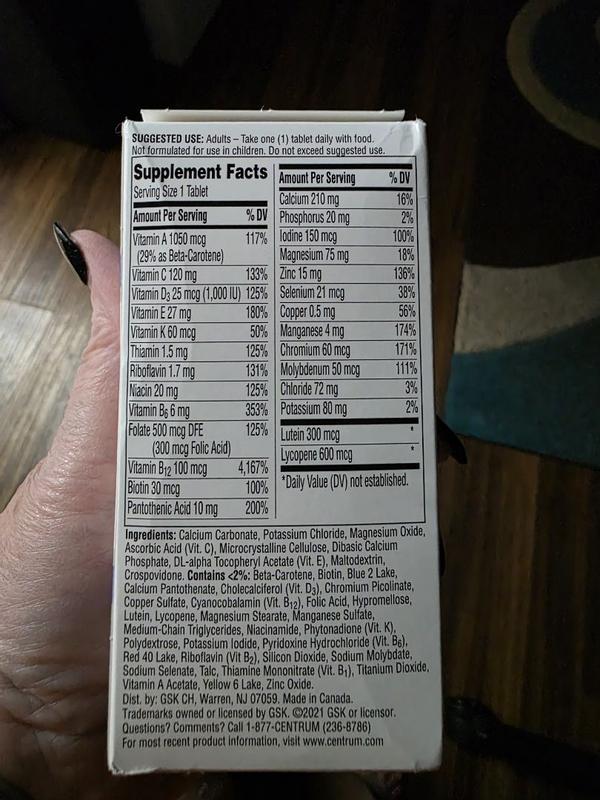 SUGGESTED USE: Adults – Take one (1) tablet daily with food.
Not formulated for use in children. Do not exceed suggested use.
Supplement Facts
Serving Size 1 Tablet
Amount Per Serving % DV
Vitamin A 1050 mcg 117%
(29% as Beta-Carotene)
Vitamin C 120 mg 133%
Vitamin D3 25 mcg (1,000 IU) 125%
Vitamin E 27 mg 180%
Vitamin K 60 mcg 50%
Thiamin 1.5 mg 125%
Riboflavin 1.7 mg 131%
Niacin 20 mg 125%
Vitamin B6 6 mg 353%
Folate 500 mcg DFE 125%
(300 mcg Folic Acid)
Vitamin B12 100 mcg 4,167%
Biotin 30 mcg 100%
Pantothenic Acid 10 mg 200%
Amount Per Serving % DV
Calcium 210 mg 16%
Phosphorus 20 mg 2%
Iodine 150 mcg 100%
Magnesium 75 mg 18%
Zinc 15 mg 136%
Selenium 21 mcg 38%
Copper 0.5 mg 56%
Manganese 4 mg 174%
Chromium 60 mcg 171%
Molybdenum 50 mcg 111%
Chloride 72 mg 3%
Potassium 80 mg 2%
Lutein 300 mcg *
Lycopene 600 mcg *
*Daily Value (DV) not established.
Ingredients: Calcium Carbonate, Potassium Chloride, Magnesium Oxide,
Ascorbic Acid (Vit. C), Microcrystalline Cellulose, Dibasic Calcium
Phosphate, DL-alpha Tocopheryl Acetate (Vit. E), Maltodextrin,
Crospovidone. Contains <2%: Beta-Carotene, Biotin, Blue 2 Lake,
Calcium Pantothenate, Cholecalciferol (Vit. D3), Chromium Picolinate,
Copper Sulfate, Cyanocobalamin (Vit. B12), Folic Acid, Hypromellose,
Lutein, Lycopene, Magnesium Stearate, Manganese Sulfate,
Medium-Chain Triglycerides, Niacinamide, Phytonadione (Vit. K),
Polydextrose, Potassium Iodide, Pyridoxine Hydrochloride (Vit. B6),
Red 40 Lake, Riboflavin (Vit B2), Silicon Dioxide, Sodium Molybdate,
Sodium Selenate, Talc, Thiamine Mononitrate (Vit. B1), Titanium Dioxide,
Vitamin A Acetate, Yellow 6 Lake, Zinc Oxide.
Dist. by: GSK CH, Warren, NJ 07059. Made in Canada.
Trademarks owned or licensed by GSK. ©2021 GSK or licensor.
Questions? Comments? Call 1-877-CENTRUM (236-8786)
For most recent product information, visit www.centrum.com